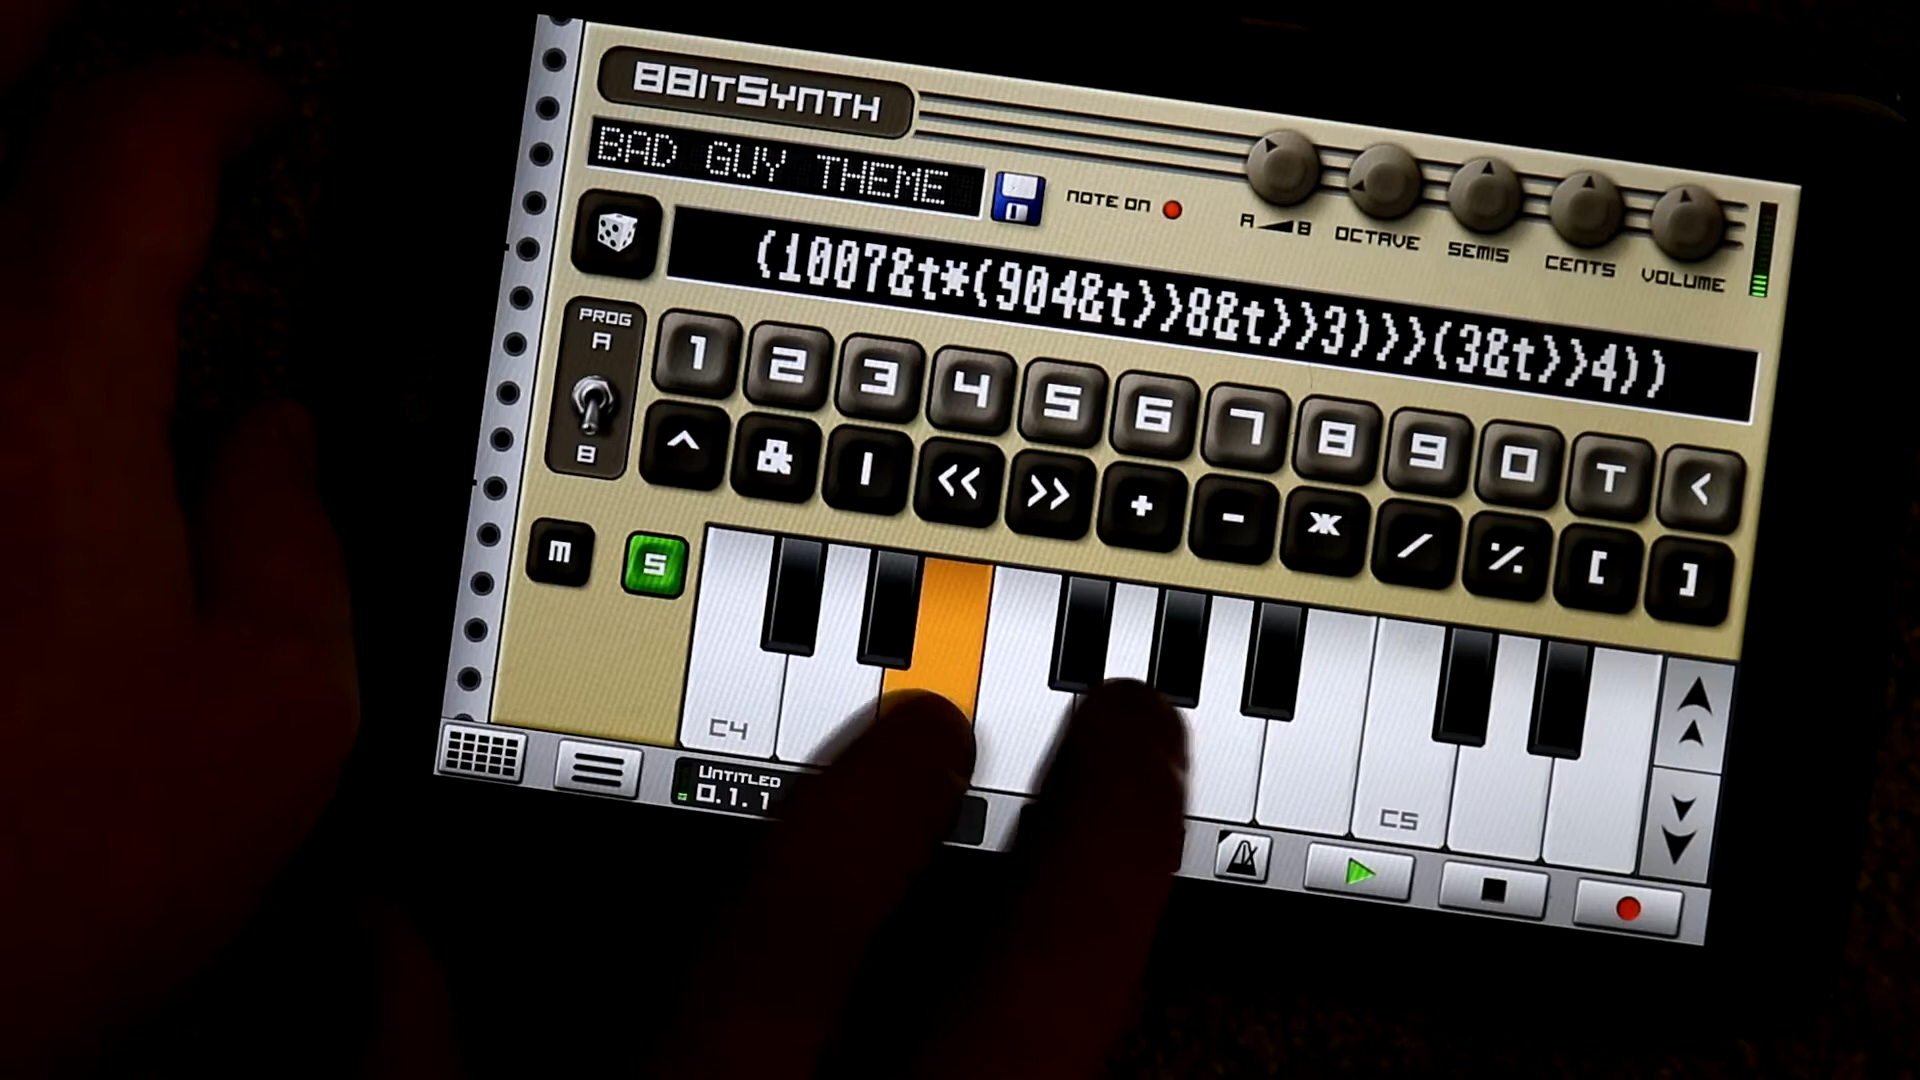 8BitSynth
BAD GUY THEME
NOTE ON
A B
OCTAVE
SEMIS
CENTS
VOLUME
(1007&t*(904&t>>8&t>>3)>>(3&t>>4))
PROG
A
B
1 2 3 4 5 6 7 8 9 0 T <
^ & | << >> + - * / % [ ]
M S
C4
C5
Untitled
0.1.1